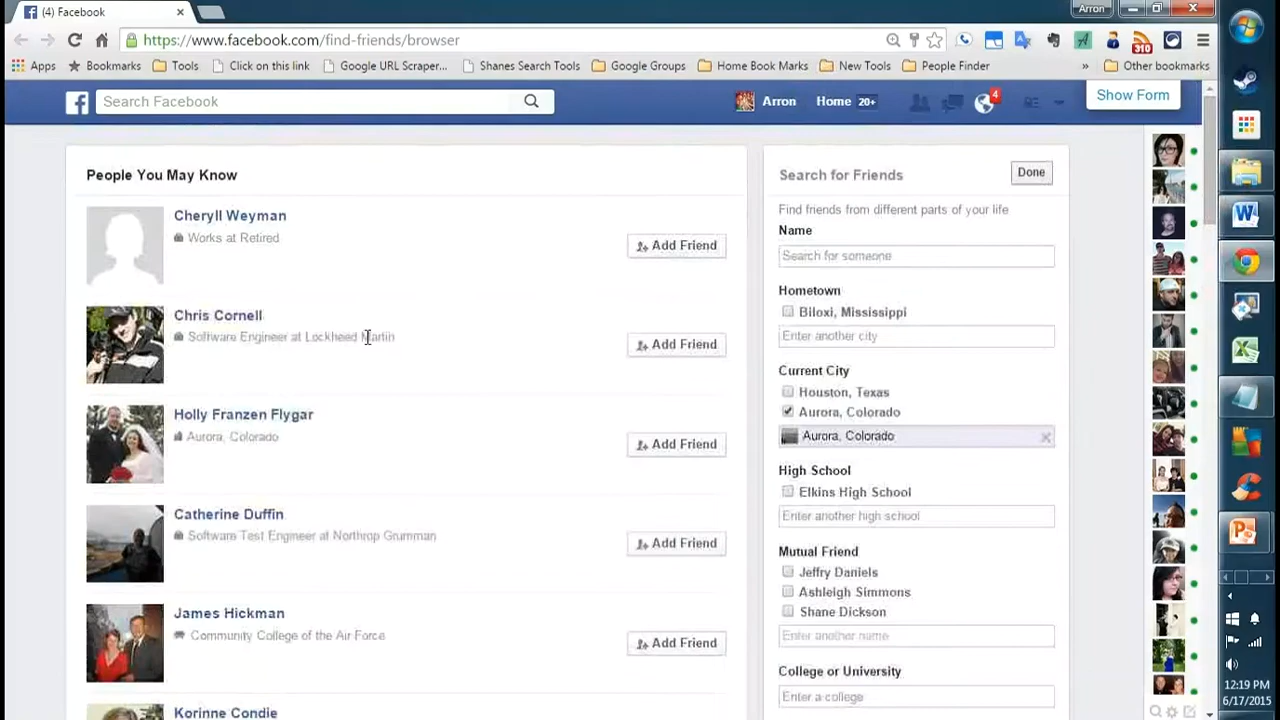 (4) Facebook
Arron
https://www.facebook.com/find-friends/browser
310
Apps
Bookmarks
Tools
Click on this link
Google URL Scraper...
Shanes Search Tools
Google Groups
Home Book Marks
New Tools
People Finder
»
Other bookmarks
Search Facebook
Arron
Home 20+
4
Show Form
People You May Know
Cheryll Weyman
Works at Retired
Add Friend
Chris Cornell
Software Engineer at Lockheed Martin
Add Friend
Holly Franzen Flygar
Aurora, Colorado
Add Friend
Catherine Duffin
Software Test Engineer at Northrop Grumman
Add Friend
James Hickman
Community College of the Air Force
Add Friend
Korinne Condie
Search for Friends
Done
Find friends from different parts of your life
Name
Search for someone
Hometown
Biloxi, Mississippi
Enter another city
Current City
Houston, Texas
Aurora, Colorado
Aurora, Colorado
High School
Elkins High School
Enter another high school
Mutual Friend
Jeffry Daniels
Ashleigh Simmons
Shane Dickson
Enter another name
College or University
Enter a college
12:19 PM
6/17/2015